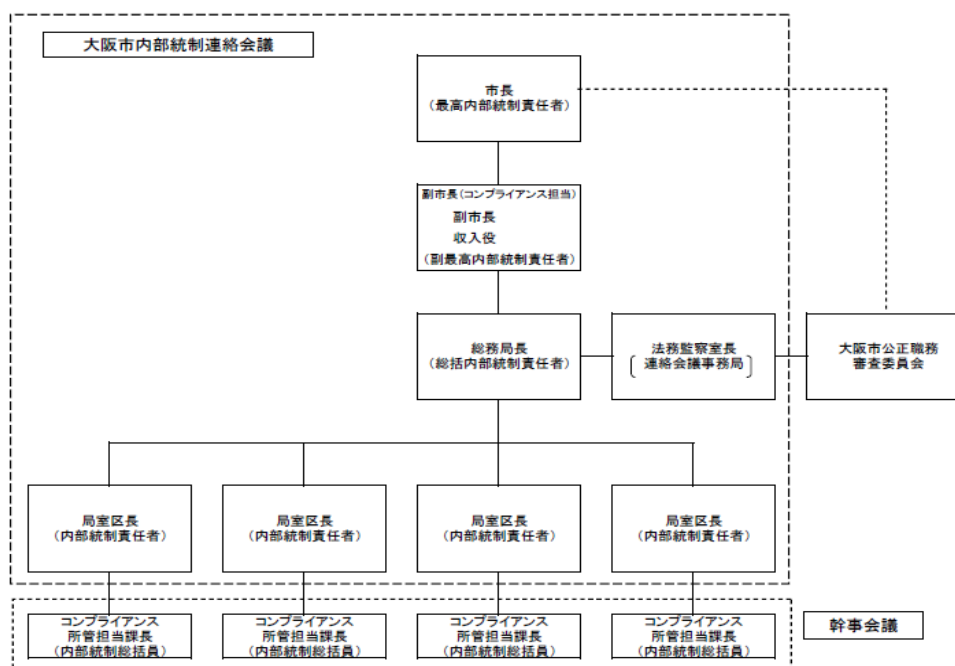 大阪市内部統制連絡会議
市長
(最高内部統制責任者)
副市長(コンプライアンス担当)
副市長
収入役
(副最高内部統制責任者)
総務局長
(総括内部統制責任者)
法務監察室長
連絡会議事務局
大阪市公正職務
審査委員会
局室区長
(内部統制責任者)
局室区長
(内部統制責任者)
局室区長
(内部統制責任者)
局室区長
(内部統制責任者)
コンプライアンス
所管担当課長
(内部統制総括員)
コンプライアンス
所管担当課長
(内部統制総括員)
コンプライアンス
所管担当課長
(内部統制総括員)
コンプライアンス
所管担当課長
(内部統制総括員)
幹事会議